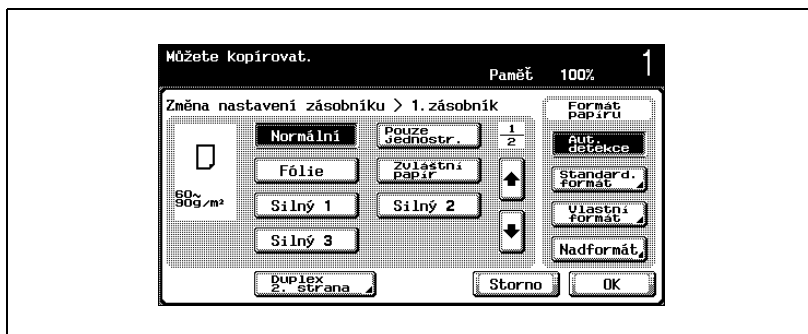 Můžete kopírovat.
Paměť 100% 1
Změna nastavení zásobníku > 1.zásobník
60~
90g/m²
Normální
Pouze
jednostr.
1
2
Fólie
Zvláštní
papír
Silný 1
Silný 2
Silný 3
Formát
papíru
Aut.
detekce
Standard.
formát
Vlastní
formát
Nadformát
Duplex
2. strana
Storno
OK